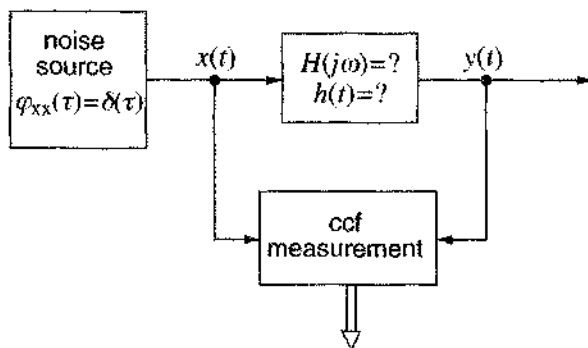 noise
source
φxx(τ)=δ(τ)
x(t)
H(jω)=?
h(t)=?
y(t)
ccf
measurement